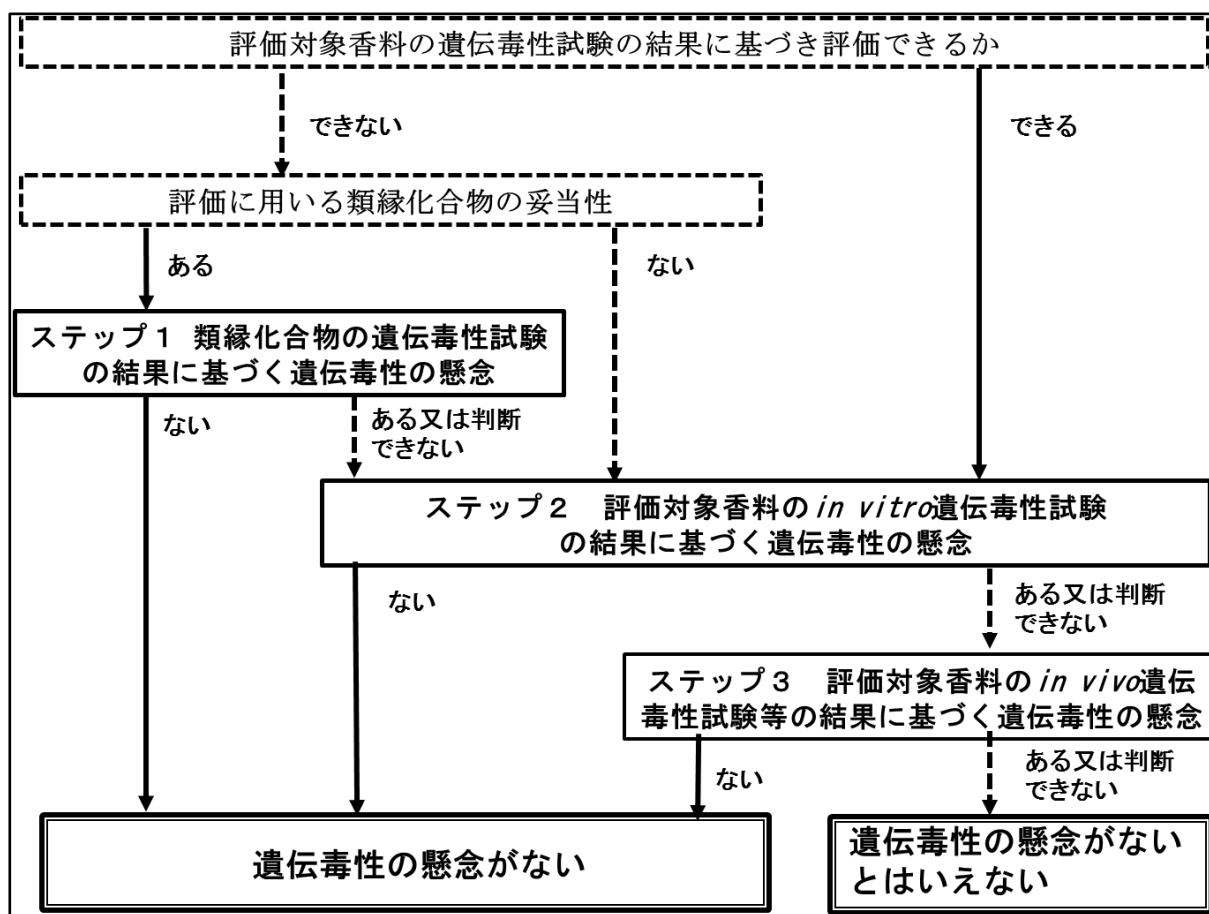 評価対象香料の遺伝毒性試験の結果に基づき評価できるか
できない
できる
評価に用いる類縁化合物の妥当性
ある
ない
ステップ１ 類縁化合物の遺伝毒性試験
の結果に基づく遺伝毒性の懸念
ない
ある又は判断
できない
ステップ２　評価対象香料のin vitro遺伝毒性試験
の結果に基づく遺伝毒性の懸念
ない
ある又は判断
できない
ステップ３　評価対象香料のin vivo遺伝
毒性試験等の結果に基づく遺伝毒性の懸念
ない
ある又は判断
できない
遺伝毒性の懸念がない
遺伝毒性の懸念がない
とはいえない